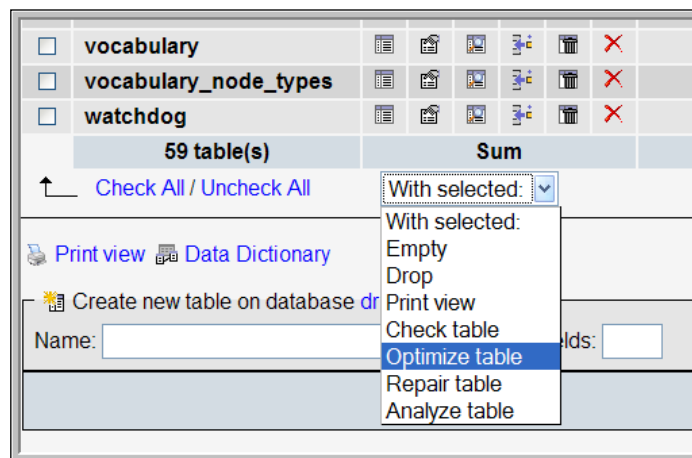 vocabulary
vocabulary_node_types
watchdog
59 table(s) Sum
Check All / Uncheck All With selected:
With selected:
Empty
Drop
Print view
Check table
Optimize table
Repair table
Analyze table
Print view Data Dictionary
Create new table on database dr
Name: lds: